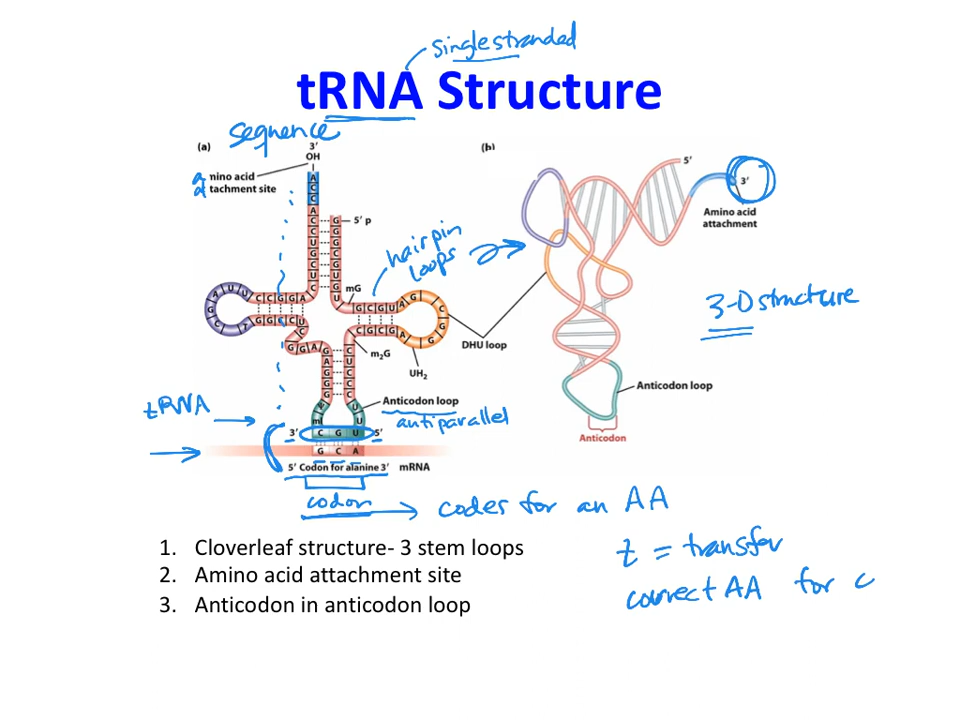 single stranded
tRNA Structure
sequence
(a)
3'
OH
nino acid
tachment site
A
C
C
5' p
hairpin
loops
mG
m₂G
UH₂
DHU loop
(b)
5'
3'
Amino acid
attachment
3-D structure
Anticodon loop
Anticodon
tRNA
Anticodon loop
antiparallel
3' C G U 5'
G C A
5' Codon for alanine 3' mRNA
codon → codes for an AA
1. Cloverleaf structure- 3 stem loops
2. Amino acid attachment site
3. Anticodon in anticodon loop
t = transfer
correct AA for c